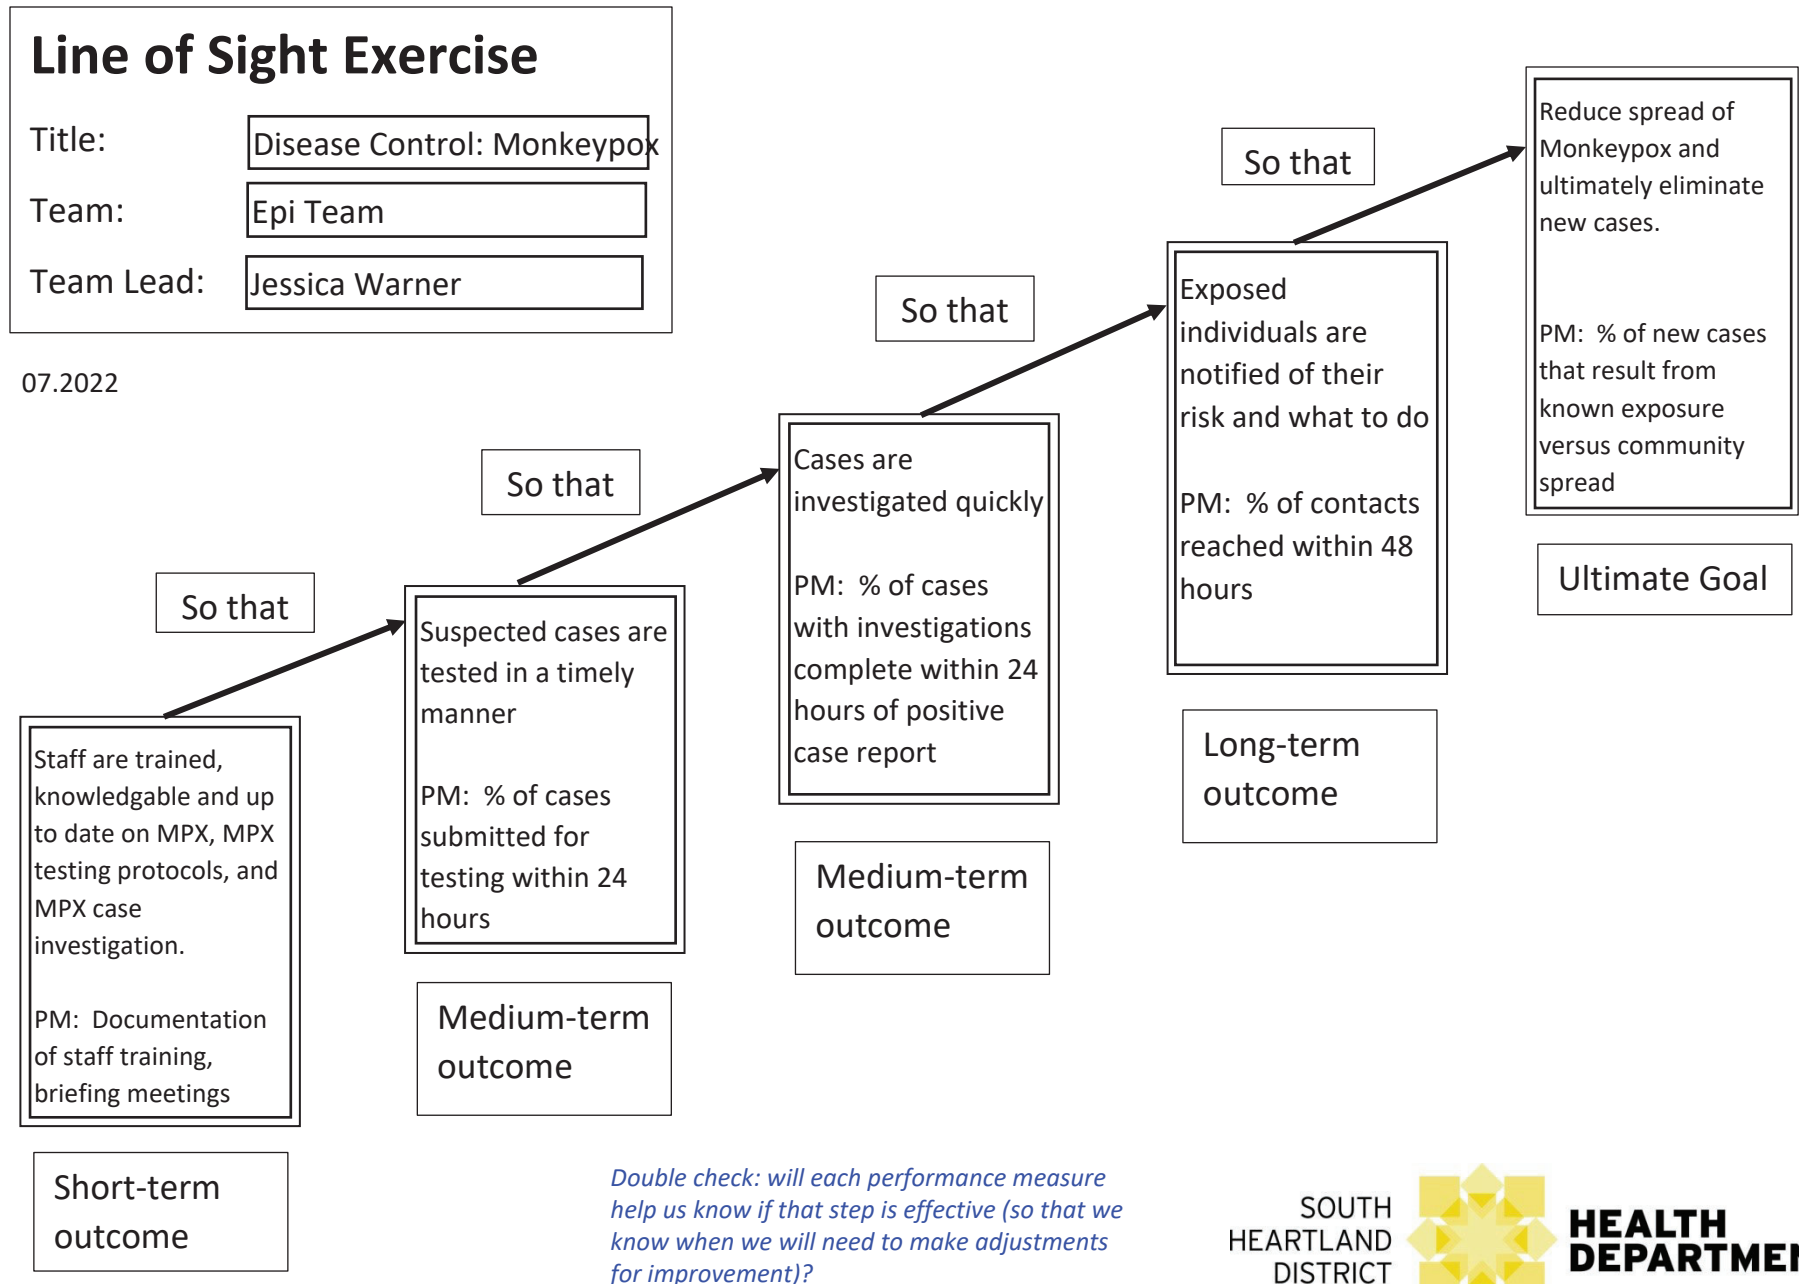 Line of Sight Exercise
Title:
Disease Control: Monkeypox
Team:
Epi Team
Team Lead:
Jessica Warner
07.2022
Staff are trained,
knowledgable and up
to date on MPX, MPX
testing protocols, and
MPX case
investigation.
PM: Documentation
of staff training,
briefing meetings
Short-term
outcome
So that
Suspected cases are
tested in a timely
manner
PM: % of cases
submitted for
testing within 24
hours
Medium-term
outcome
So that
Cases are
investigated quickly
PM: % of cases
with investigations
complete within 24
hours of positive
case report
Medium-term
outcome
So that
Exposed
individuals are
notified of their
risk and what to do
PM: % of contacts
reached within 48
hours
Long-term
outcome
So that
Reduce spread of
Monkeypox and
ultimately eliminate
new cases.
PM: % of new cases
that result from
known exposure
versus community
spread
Ultimate Goal
Double check: will each performance measure
help us know if that step is effective (so that we
know when we will need to make adjustments
for improvement)?
SOUTH
HEARTLAND
DISTRICT
HEALTH
DEPARTMEN